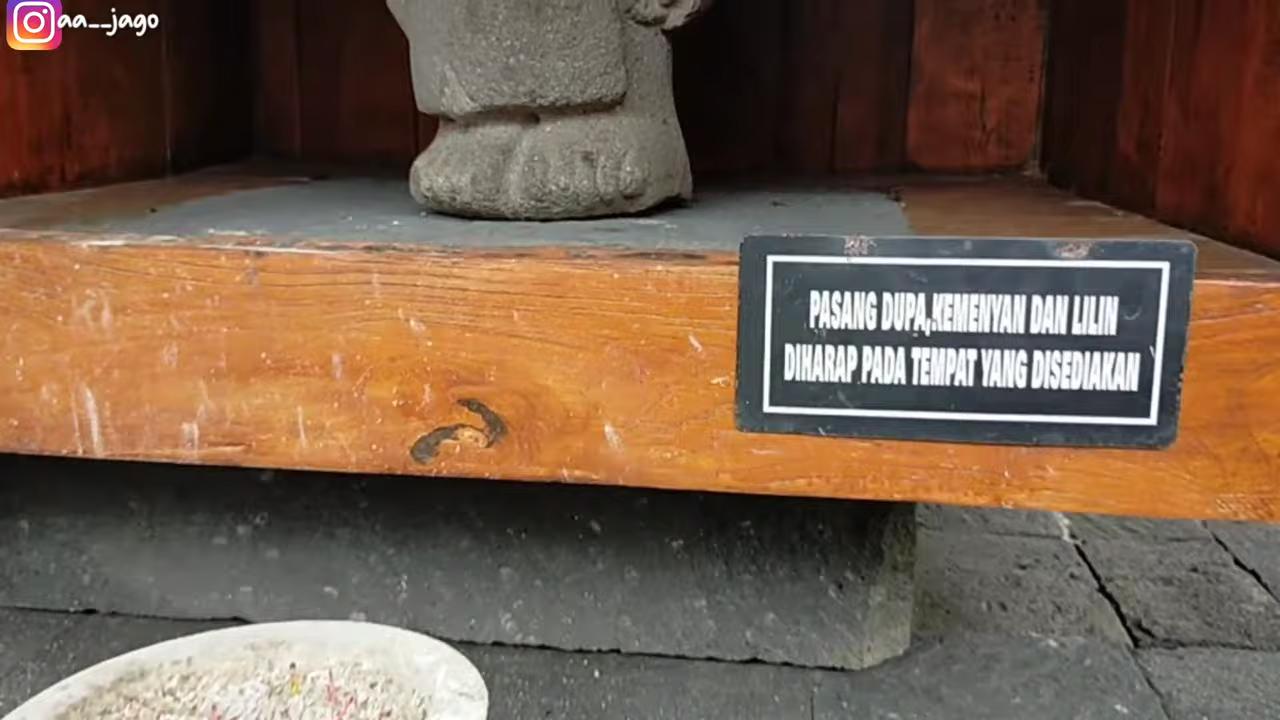 aa__jago
PASANG DUPA,KEMENYAN DAN LILIN
DIHARAP PADA TEMPAT YANG DISEDIAKAN